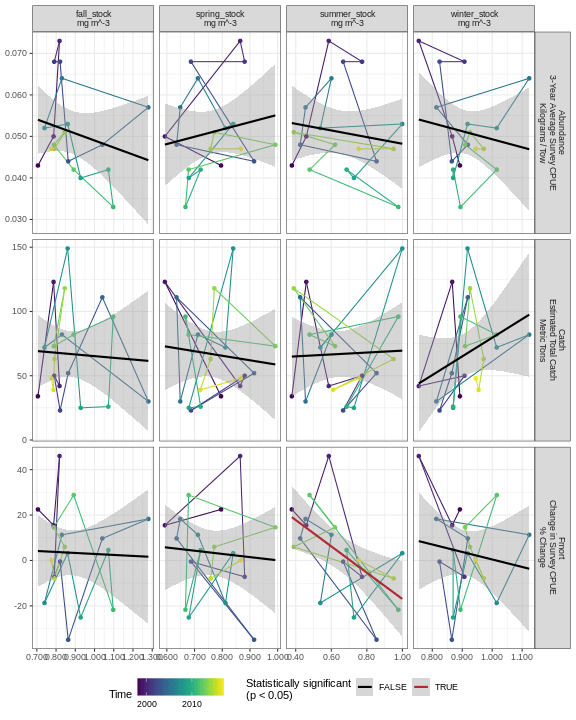 fall_stock
mg m^-3
spring_stock
mg m^-3
summer_stock
mg m^-3
winter_stock
mg m^-3
0.070
0.060
0.050
0.040
0.030
Abundance
3-Year Average Survey CPUE
Kilograms / Tow
150
100
50
0
Catch
Estimated Total Catch
Metric Tons
40
20
0
-20
Fmort
Change in Survey CPUE
% Change
0.700 0.800 0.900 1.000 1.100 1.300
0.600 0.700 0.800 0.900 1.000
0.40 0.60 0.80 1.00
0.800 0.900 1.000 1.100
Time
2000 2010
Statistically significant
(p < 0.05)
FALSE
TRUE